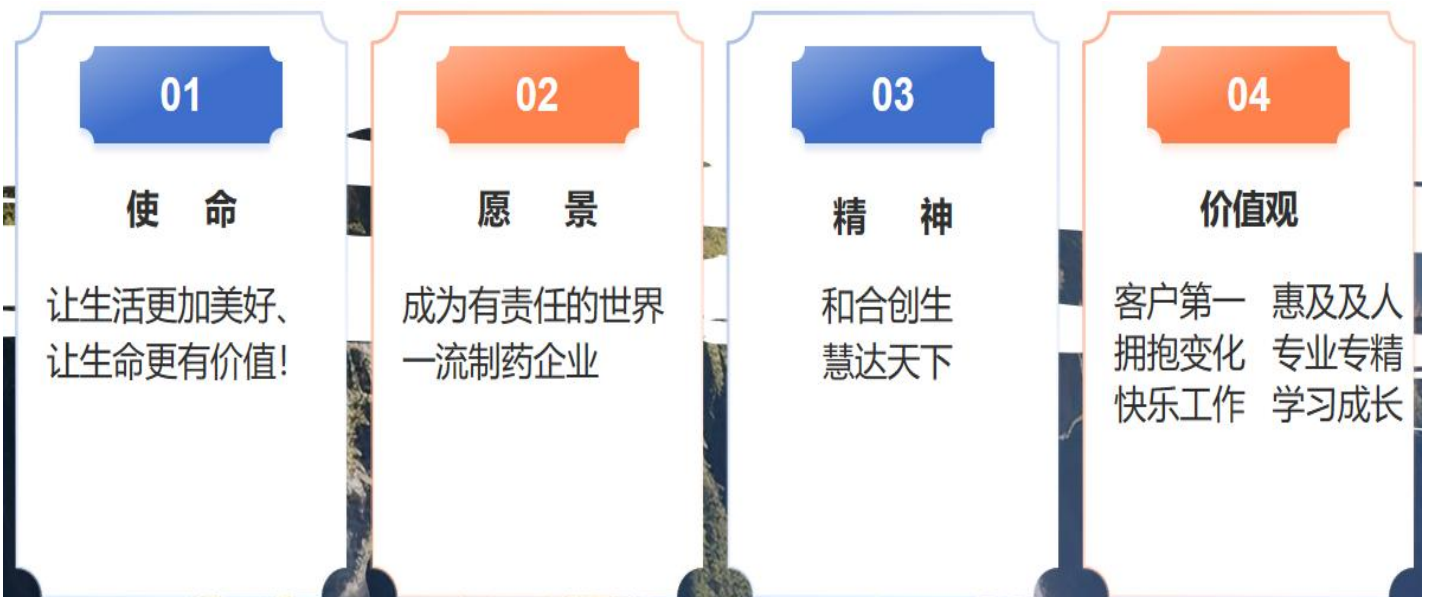 01
使 命
让生活更加美好、
让生命更有价值!
02
愿 景
成为有责任的世界
一流制药企业
03
精 神
和合创生
慧达天下
04
价值观
客户第一 惠及及人
拥抱变化 专业专精
快乐工作 学习成长